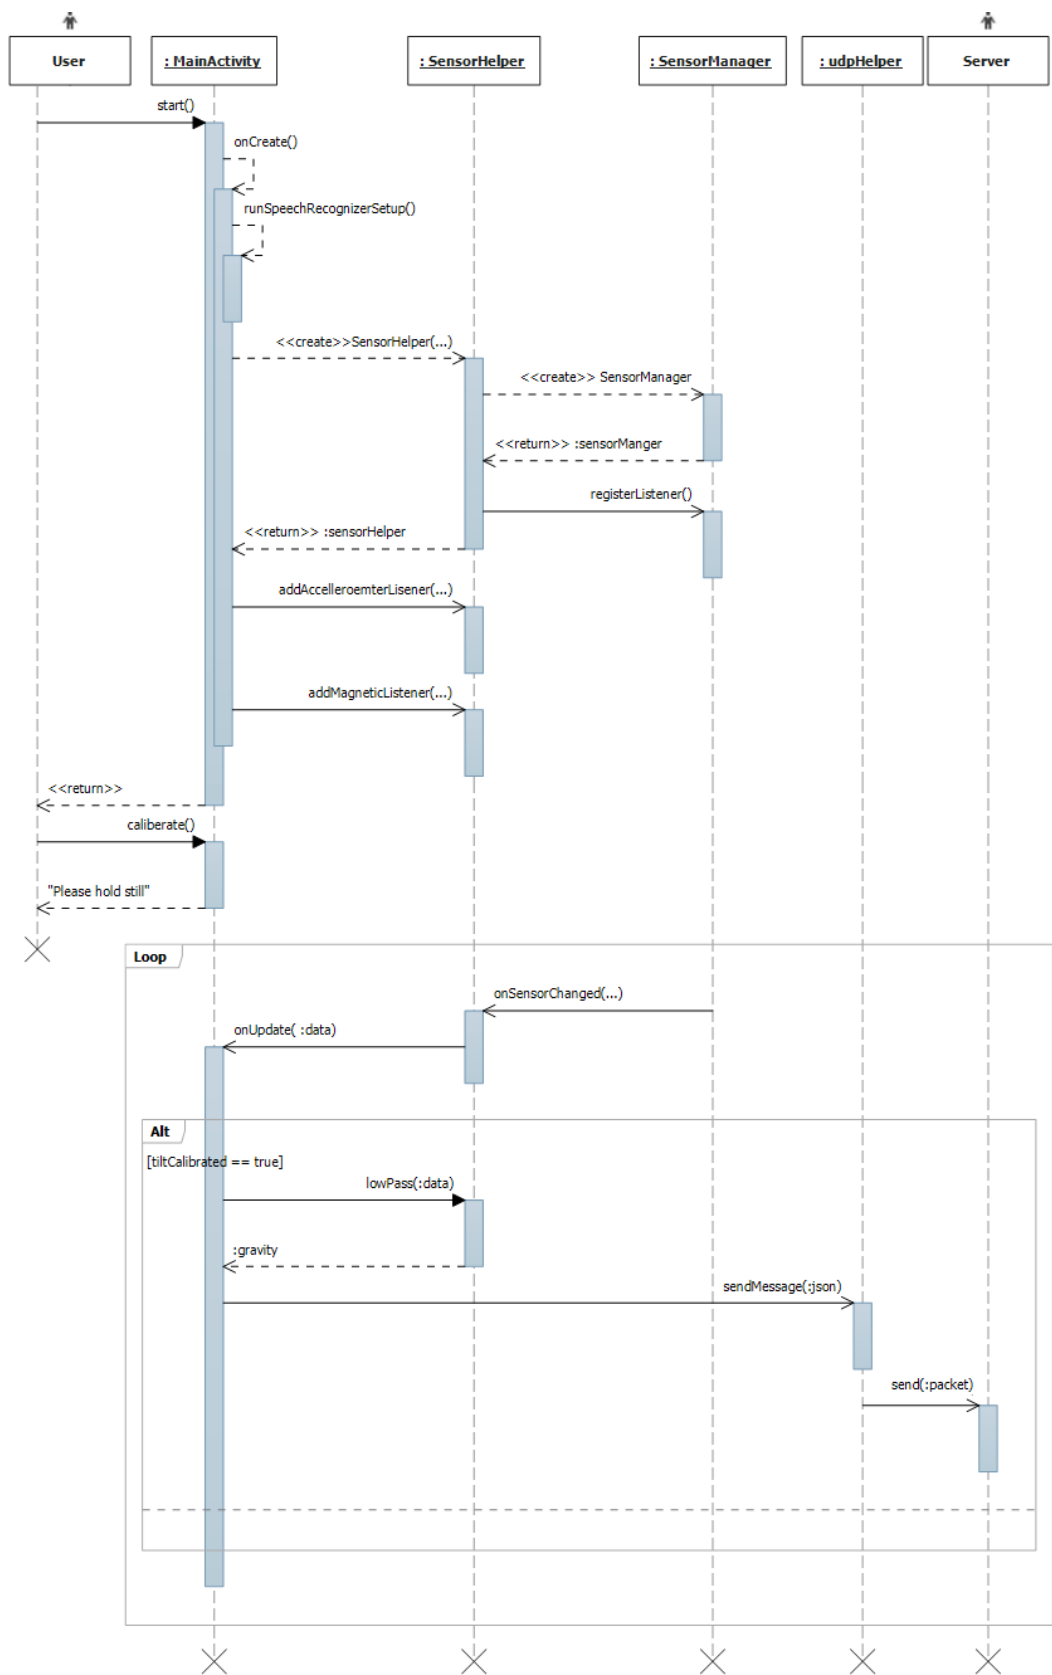 User
: MainActivity
: SensorHelper
: SensorManager
: udpHelper
Server
start()
onCreate()
runSpeechRecognizerSetup()
<<create>>SensorHelper(...)
<<create>> SensorManager
<<return>> :sensorManger
registerListener()
<<return>> :sensorHelper
addAccelleroemterLisener(...)
addMagneticListener(...)
<<return>>
caliberate()
"Please hold still"
Loop
onSensorChanged(...)
onUpdate( :data)
Alt
[tiltCalibrated == true]
lowPass(:data)
:gravity
sendMessage(:json)
send(:packet)